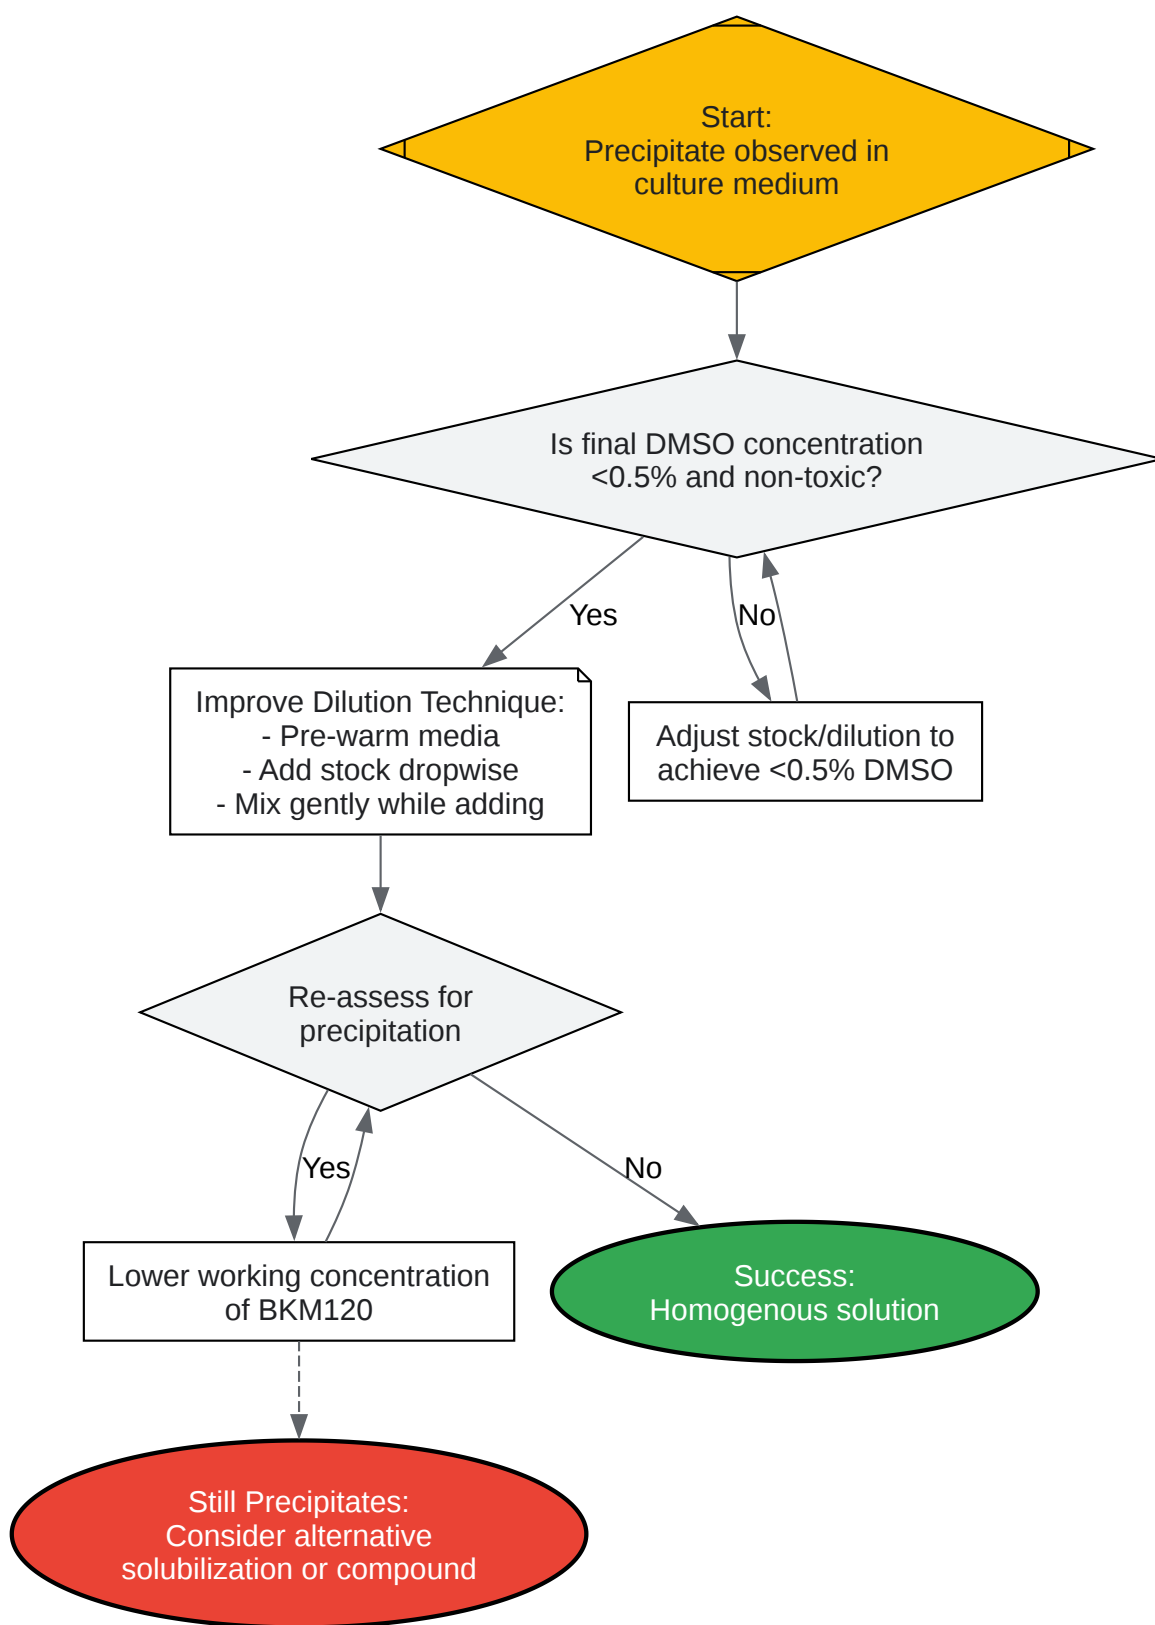 Start:
Precipitate observed in
culture medium
Is final DMSO concentration
<0.5% and non-toxic?
Yes
No
Improve Dilution Technique:
- Pre-warm media
- Add stock dropwise
- Mix gently while adding
Adjust stock/dilution to
achieve <0.5% DMSO
Re-assess for
precipitation
Yes
No
Lower working concentration
of BKM120
Success:
Homogenous solution
Still Precipitates:
Consider alternative
solubilization or compound